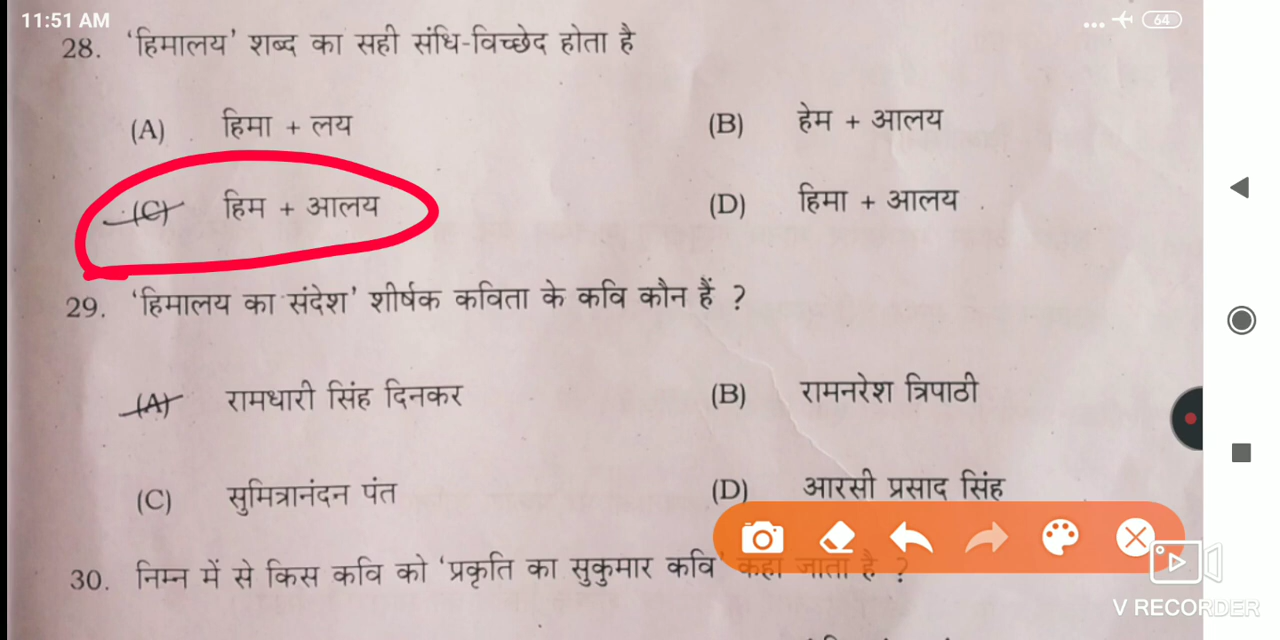 11:51 AM
64
28. 'हिमालय' शब्द का सही संधि-विच्छेद होता है
(A) हिमा + लय
(B) हेम + आलय
(C) हिम + आलय
(D) हिमा + आलय
29. 'हिमालय का संदेश' शीर्षक कविता के कवि कौन हैं ?
(A) रामधारी सिंह दिनकर
(B) रामनरेश त्रिपाठी
(C) सुमित्रानंदन पंत
(D) आरसी प्रसाद सिंह
30. निम्न में से किस कवि को 'प्रकृति का सुकुमार कवि' कहा जाता है ?
V RECORDER